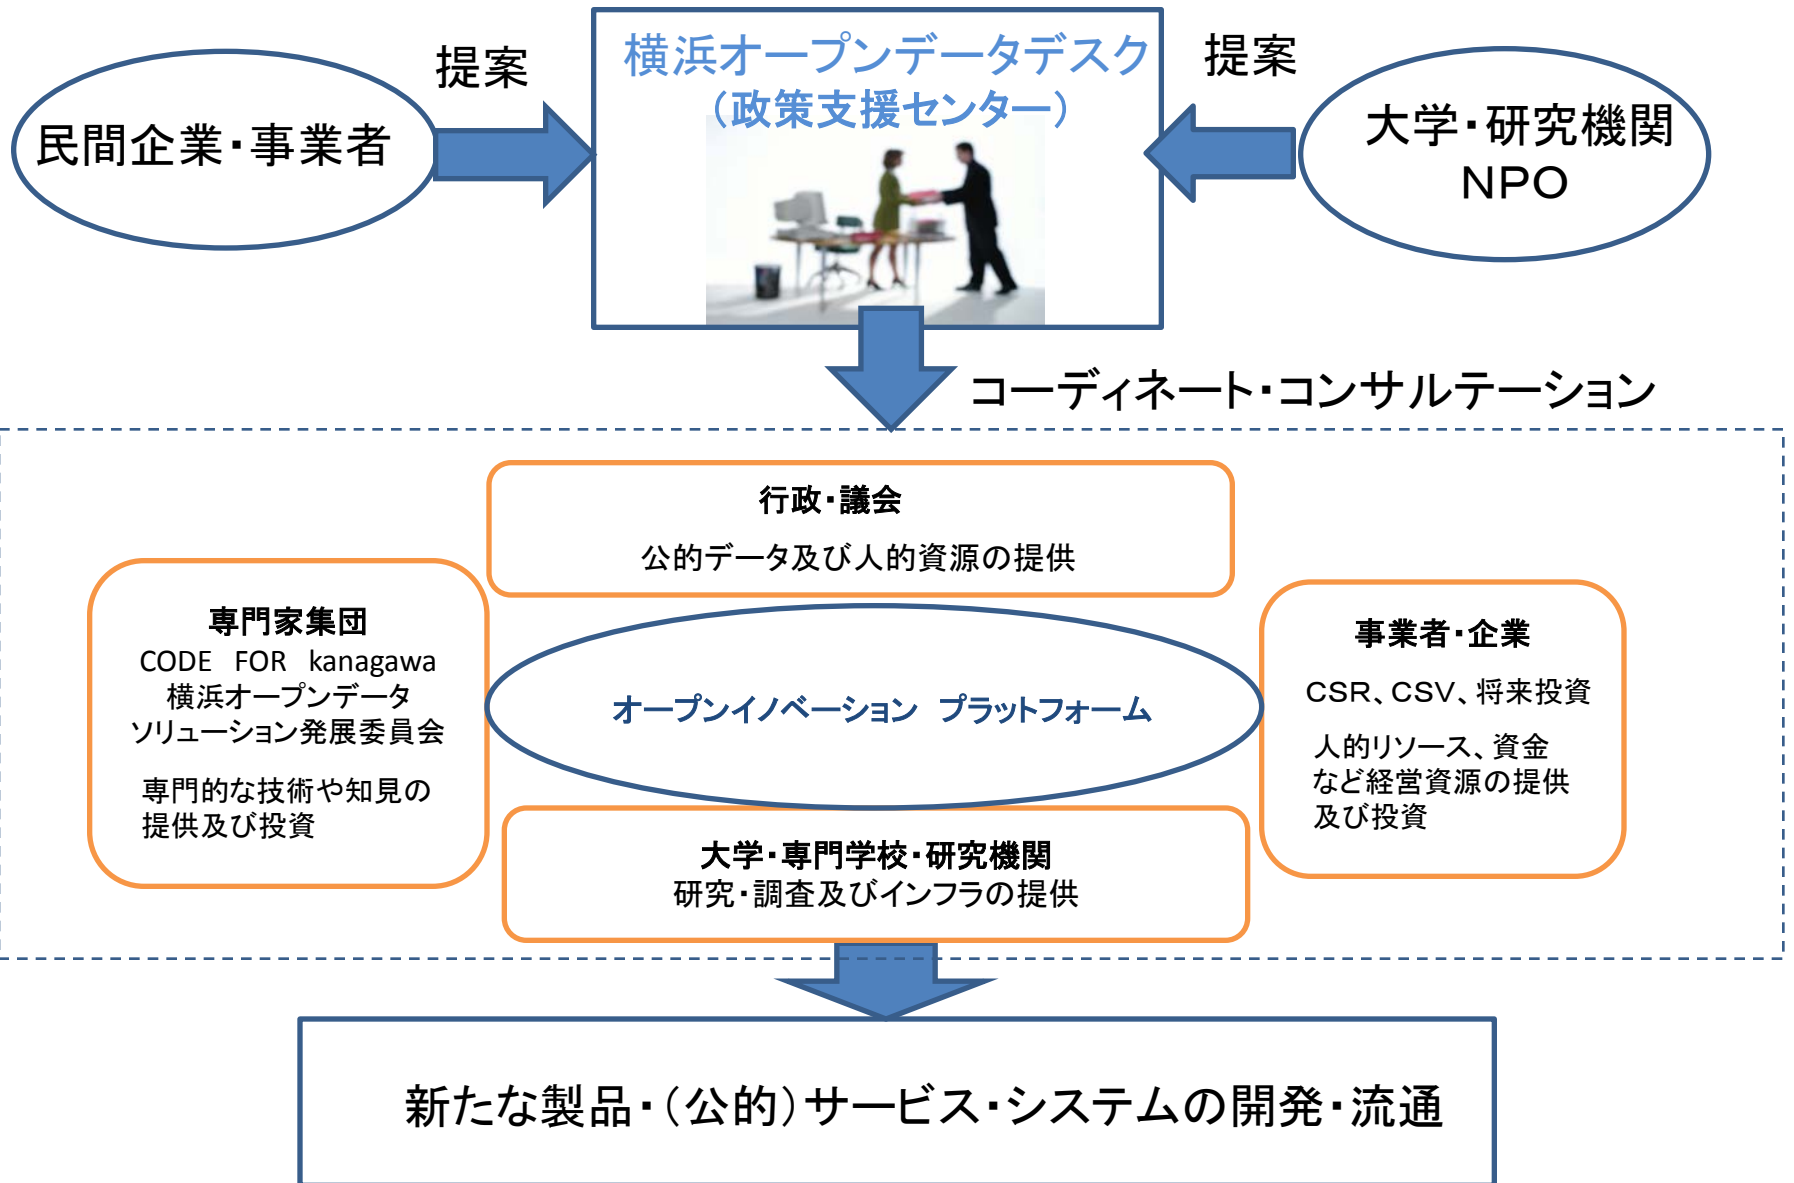 提案
横浜オープンデータデスク
（政策支援センター）
提案
民間企業・事業者
大学・研究機関
ＮＰＯ
コーディネート・コンサルテーション
行政・議会
公的データ及び人的資源の提供
専門家集団
CODE　FOR　kanagawa
横浜オープンデータ
ソリューション発展委員会
専門的な技術や知見の
提供及び投資
オープンイノベーション　プラットフォーム
事業者・企業
ＣＳＲ、ＣＳＶ、将来投資
人的リソース、資金
など経営資源の提供
及び投資
大学・専門学校・研究機関
研究・調査及びインフラの提供
新たな製品・（公的）サービス・システムの開発・流通